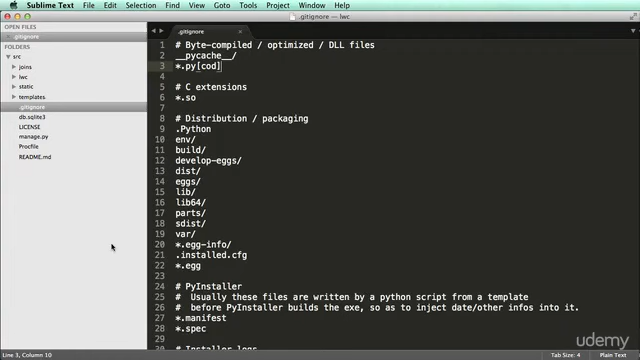 Sublime Text File Edit Selection Find View Goto Tools Project Window Help
.gitignore — lwc
OPEN FILES
.gitignore
FOLDERS
src
joins
lwc
static
templates
.gitignore
db.sqlite3
LICENSE
manage.py
Procfile
README.md
.gitignore
1 # Byte-compiled / optimized / DLL files
2 __pycache__/
3 *.py[cod]
4
5 # C extensions
6 *.so
7
8 # Distribution / packaging
9 .Python
10 env/
11 build/
12 develop-eggs/
13 dist/
14 eggs/
15 lib/
16 lib64/
17 parts/
18 sdist/
19 var/
20 *.egg-info/
21 .installed.cfg
22 *.egg
23
24 # PyInstaller
25 # Usually these files are written by a python script from a template
26 # before PyInstaller builds the exe, so as to inject date/other infos into it.
27 *.manifest
28 *.spec
29
30 # Installer logs
Line 3, Column 10
Tab Size: 4
Plain Text
udemy